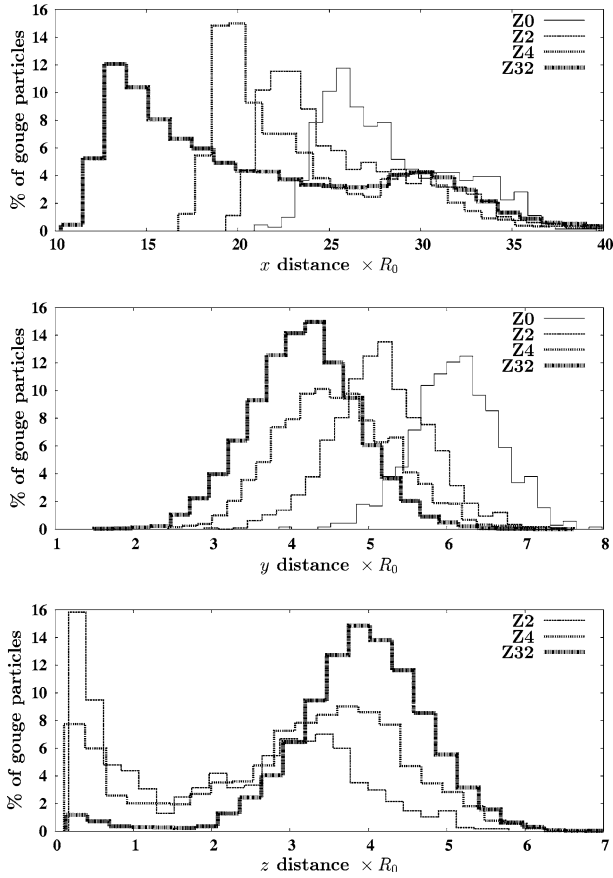 % of gouge particles
16
14
12
10
8
6
4
2
0
Z0
Z2
Z4
Z32
10 15 20 25 30 35 40
x distance × R₀
% of gouge particles
16
14
12
10
8
6
4
2
0
Z0
Z2
Z4
Z32
1 2 3 4 5 6 7 8
y distance × R₀
% of gouge particles
16
14
12
10
8
6
4
2
0
Z2
Z4
Z32
0 1 2 3 4 5 6 7
z distance × R₀